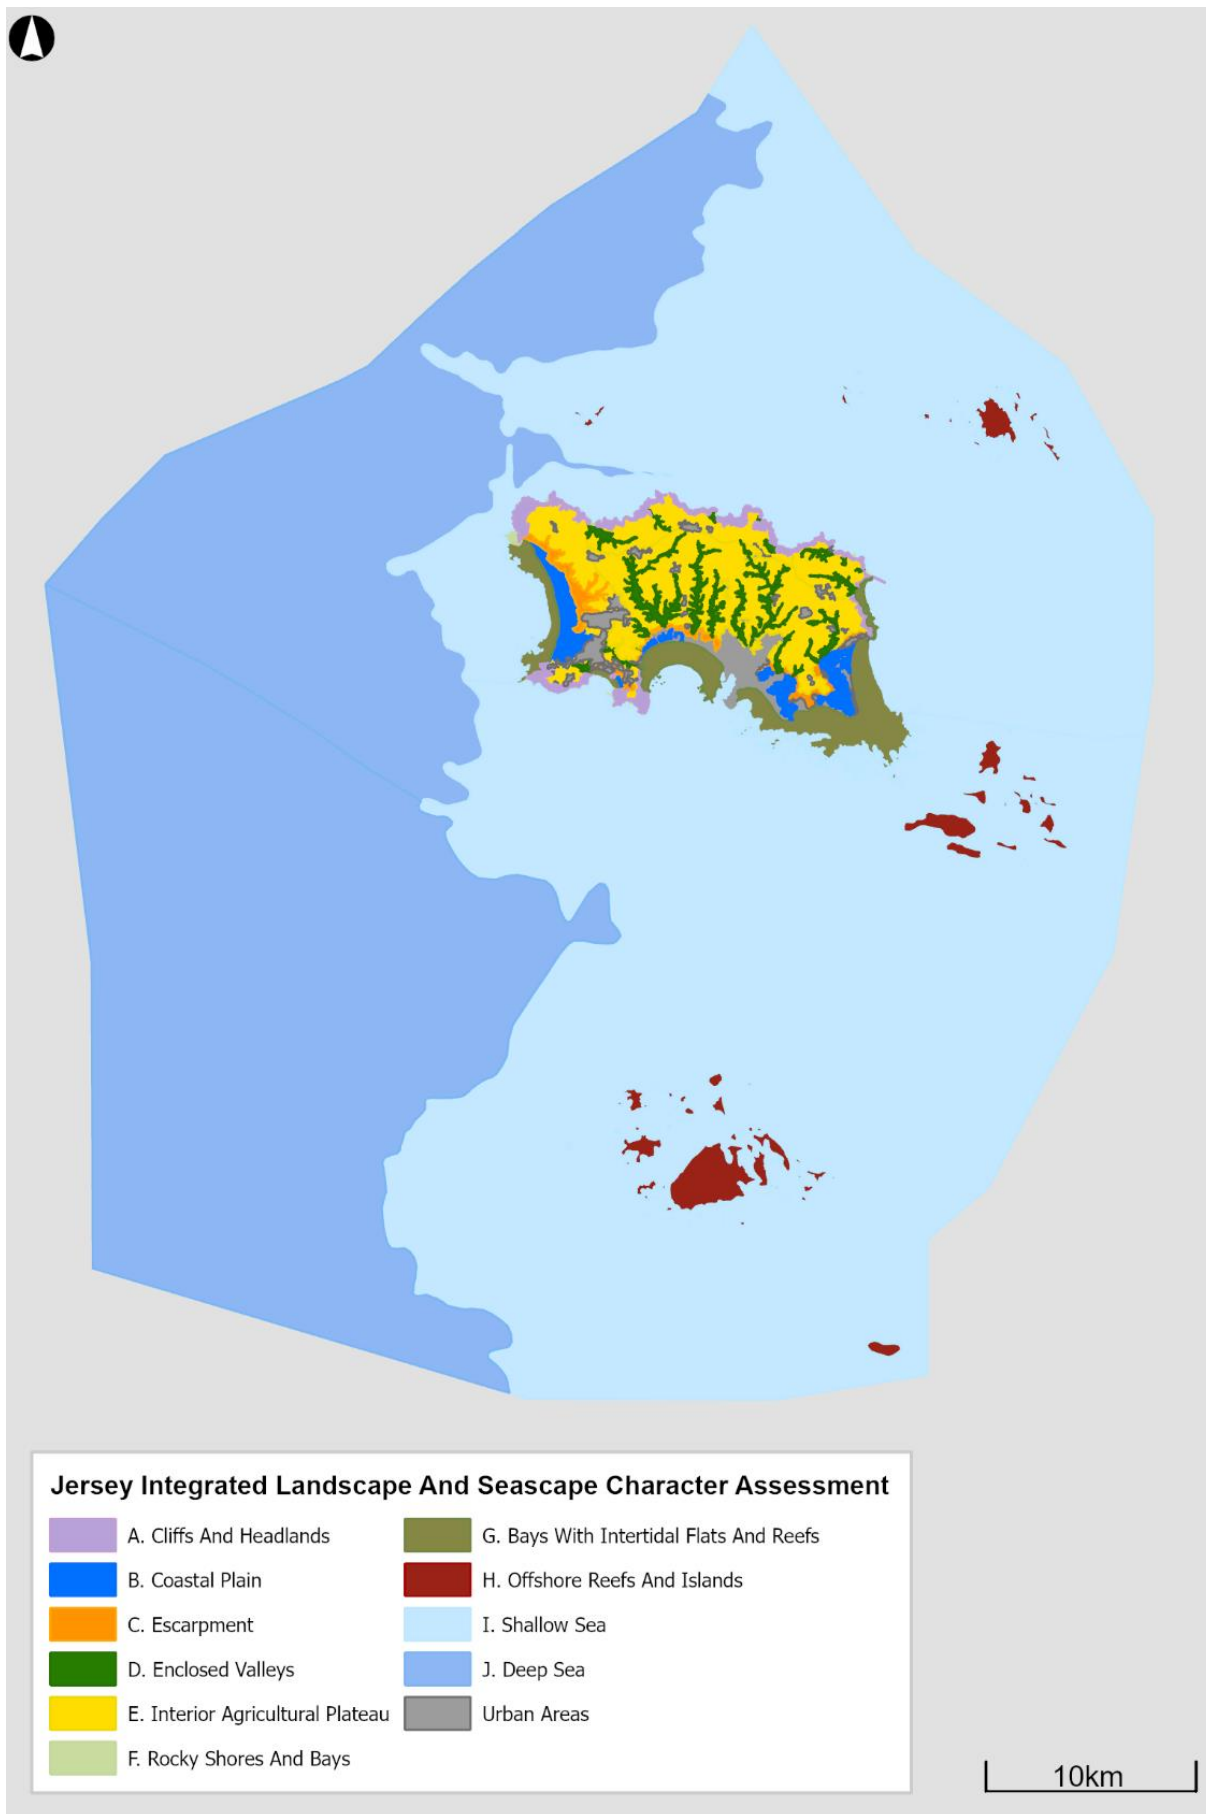 Jersey Integrated Landscape And Seascape Character Assessment
A. Cliffs And Headlands
B. Coastal Plain
C. Escarpment
D. Enclosed Valleys
E. Interior Agricultural Plateau
F. Rocky Shores And Bays
G. Bays With Intertidal Flats And Reefs
H. Offshore Reefs And Islands
I. Shallow Sea
J. Deep Sea
Urban Areas
10km